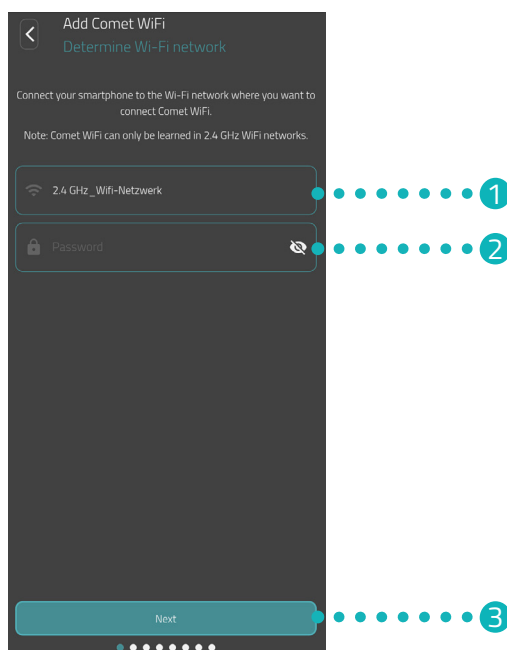 Add Comet WiFi
Determine Wi-Fi network
Connect your smartphone to the Wi-Fi network where you want to
connect Comet WiFi.
Note: Comet WiFi can only be learned in 2.4 GHz WiFi networks.
2.4 GHz_Wifi-Netzwerk
1
Password
2
Next
3